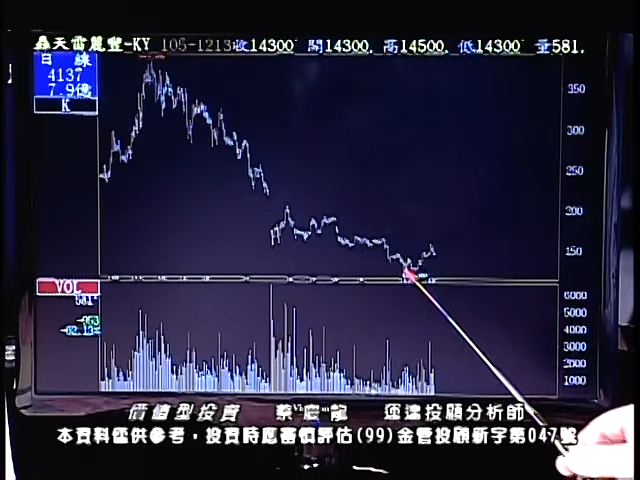 鑫天雷麗豐-KY 105-1213收14300 開14300. 高14500. 低14300 量581.
日 線
4137
7.9億
K
350
300
250
200
150
VOL
581
6000
5000
4000
3000
2000
1000
價值型投資 蔡慶龍 運達投顧分析師
本資料僅供參考，投資時應審慎評估(99)金管投顧新字第047號